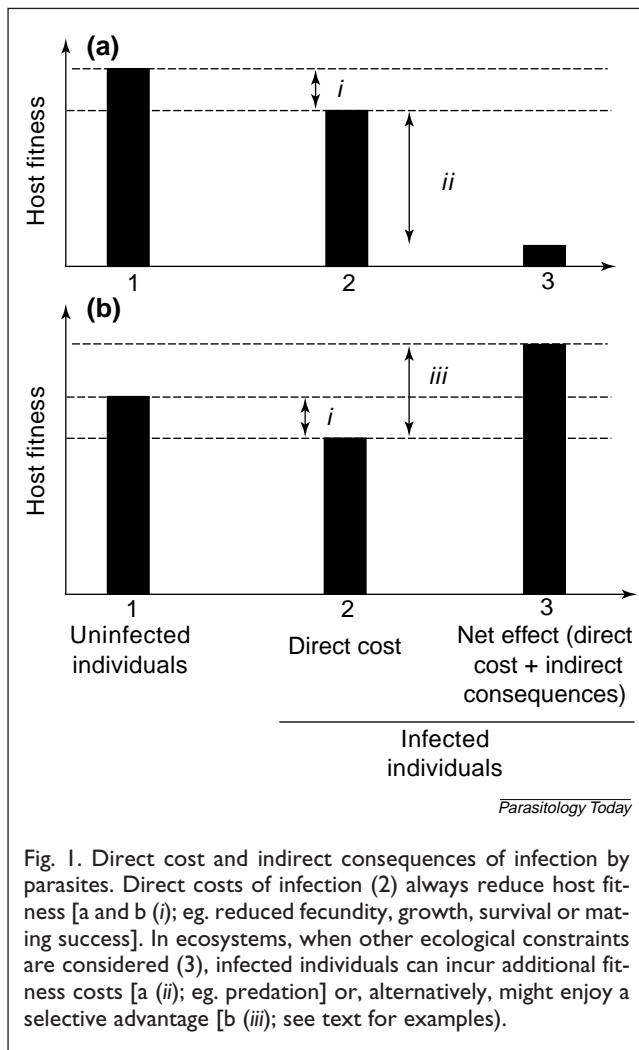 (a)
Host fitness
i
ii
1
2
3
(b)
Host fitness
i
iii
1
2
3
Uninfected
individuals
Direct cost
Net effect (direct
cost + indirect
consequences)
Infected
individuals
Parasitology Today
Fig. 1. Direct cost and indirect consequences of infection by
parasites. Direct costs of infection (2) always reduce host fit-
ness [a and b (i); eg. reduced fecundity, growth, survival or mat-
ing success]. In ecosystems, when other ecological constraints
are considered (3), infected individuals can incur additional fit-
ness costs [a (ii); eg. predation] or, alternatively, might enjoy a
selective advantage [b (iii); see text for examples).